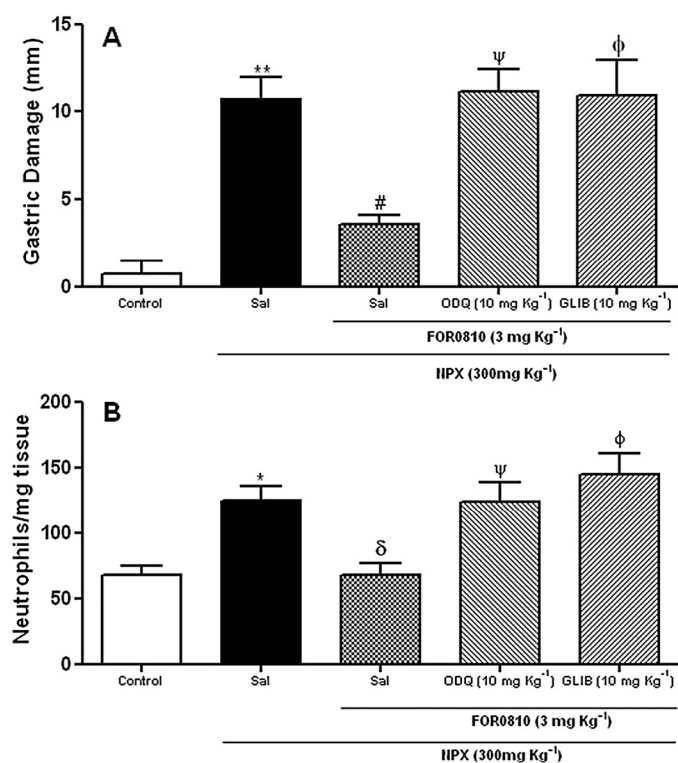 A
Gastric Damage (mm)
15
10
5
0
**
#
ψ
ϕ
Control
Sal
Sal
ODQ (10 mg Kg⁻¹)
GLIB (10 mg Kg⁻¹)
FOR0810 (3 mg Kg⁻¹)
NPX (300mg Kg⁻¹)
B
Neutrophils/mg tissue
200
150
100
50
0
*
δ
ψ
ϕ
Control
Sal
Sal
ODQ (10 mg Kg⁻¹)
GLIB (10 mg Kg⁻¹)
FOR0810 (3 mg Kg⁻¹)
NPX (300mg Kg⁻¹)